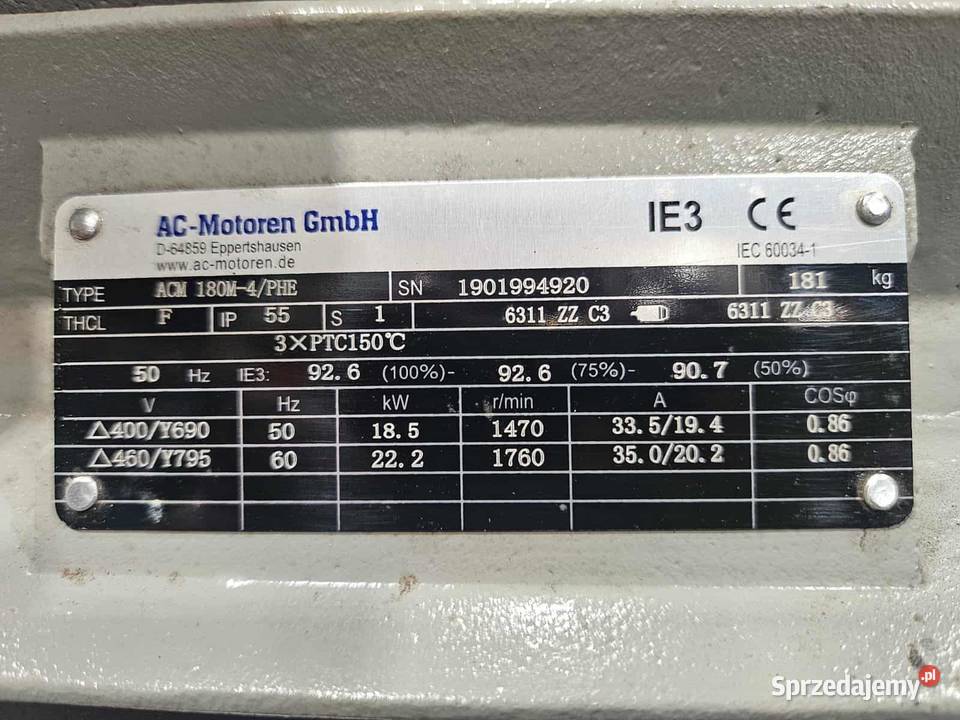 AC-Motoren GmbH IE3 CE
D-64859 Eppertshausen IEC 60034-1
www.ac-motoren.de
TYPE ACM 180M-4/PHE SN 1901994920 181 kg
THCL F IP 55 S 1 6311 ZZ C3 6311 ZZ C3
3×PTC150℃
50 Hz IE3: 92.6 (100%)- 92.6 (75%)- 90.7 (50%)
V Hz kW r/min A COSφ
△400/Y690 50 18.5 1470 33.5/19.4 0.86
△460/Y795 60 22.2 1760 35.0/20.2 0.86
Sprzedajemy.pl